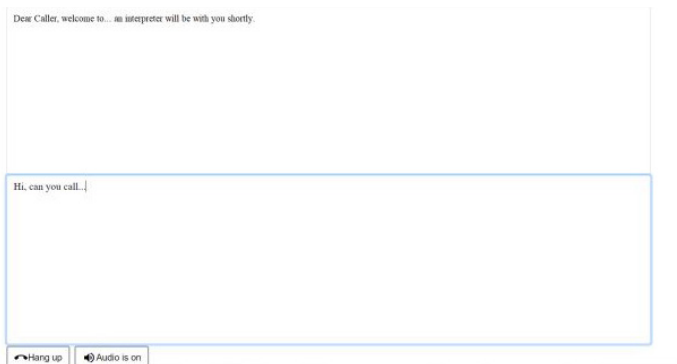 Dear Caller, welcome to... an interpreter will be with you shortly.
Hi, can you call...
Hang up Audio is on